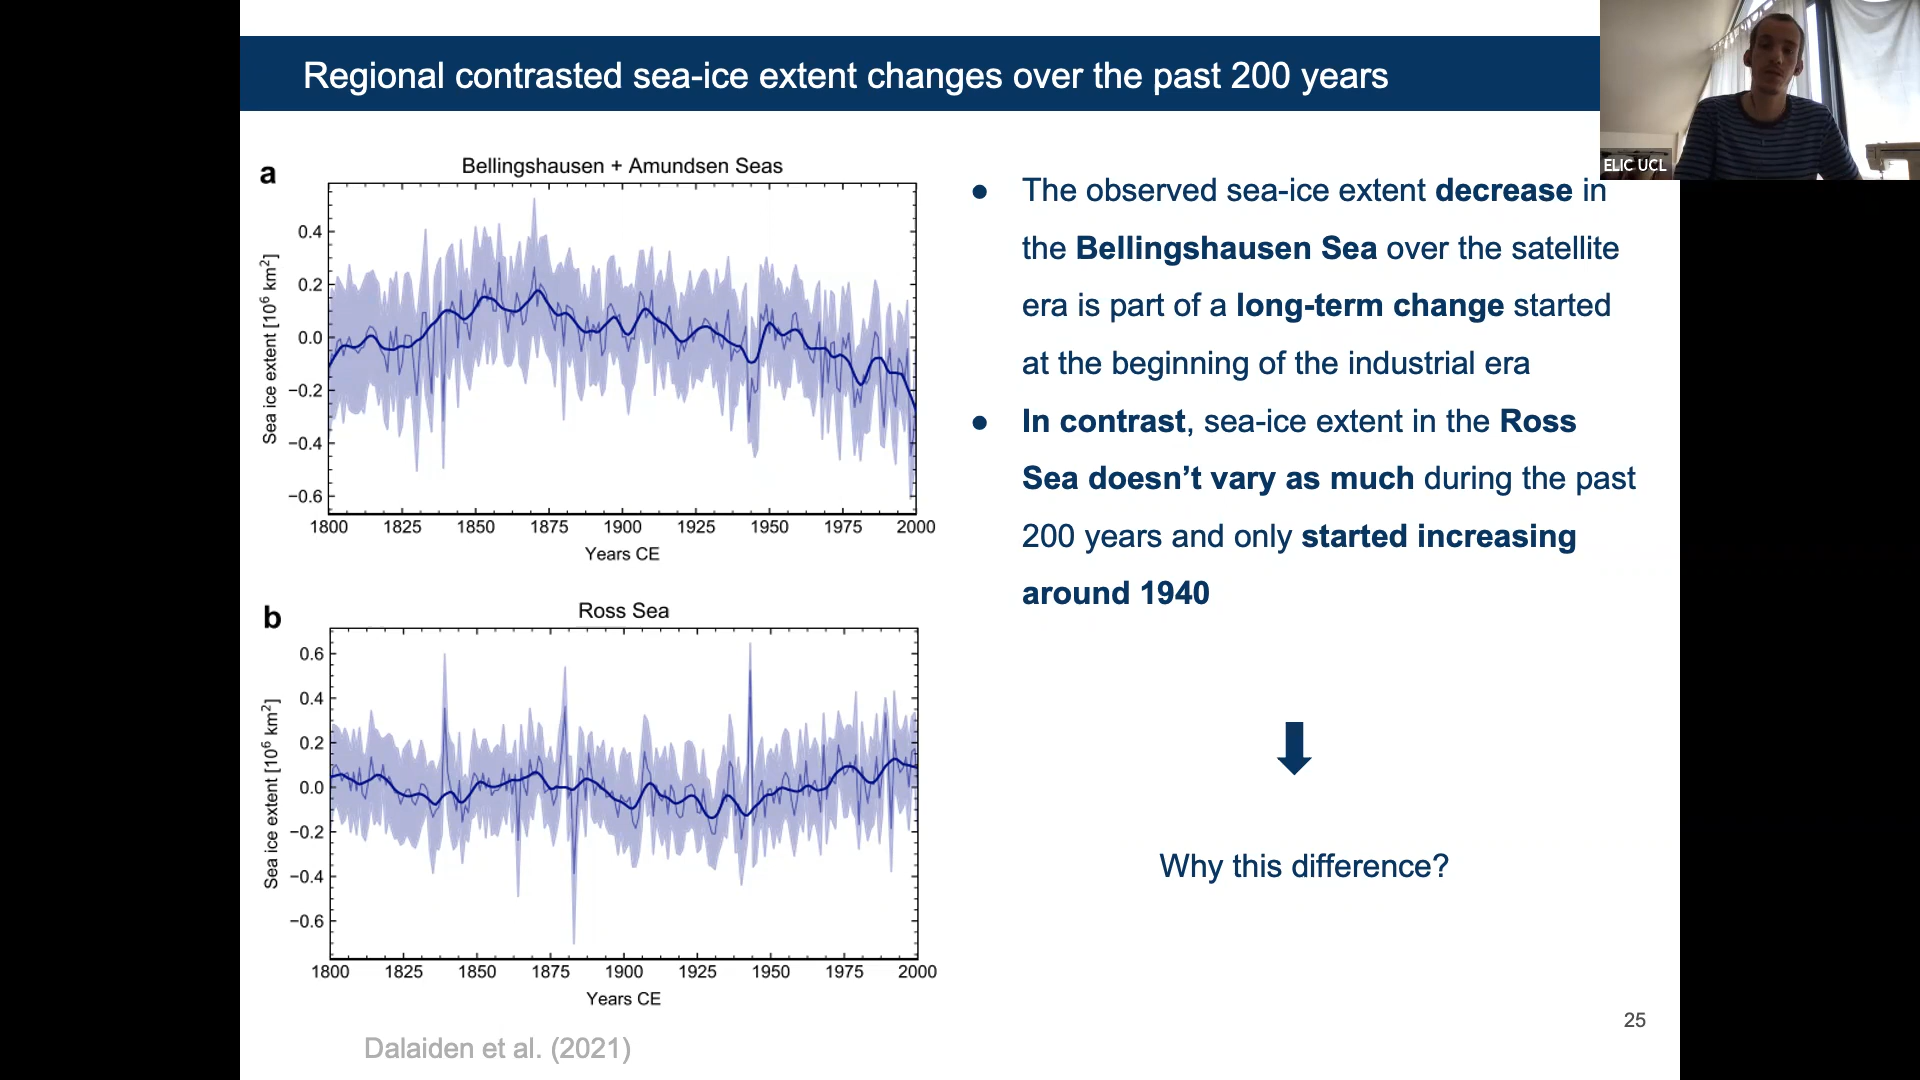 Regional contrasted sea-ice extent changes over the past 200 years
ELIC UCL
a
Bellingshausen + Amundsen Seas
Sea ice extent [10⁶ km²]
0.4
0.2
0.0
−0.2
−0.4
−0.6
1800 1825 1850 1875 1900 1925 1950 1975 2000
Years CE
b
Ross Sea
Sea ice extent [10⁶ km²]
0.6
0.4
0.2
0.0
−0.2
−0.4
−0.6
1800 1825 1850 1875 1900 1925 1950 1975 2000
Years CE
Dalaiden et al. (2021)
● The observed sea-ice extent decrease in
the Bellingshausen Sea over the satellite
era is part of a long-term change started
at the beginning of the industrial era
● In contrast, sea-ice extent in the Ross
Sea doesn’t vary as much during the past
200 years and only started increasing
around 1940
Why this difference?
25